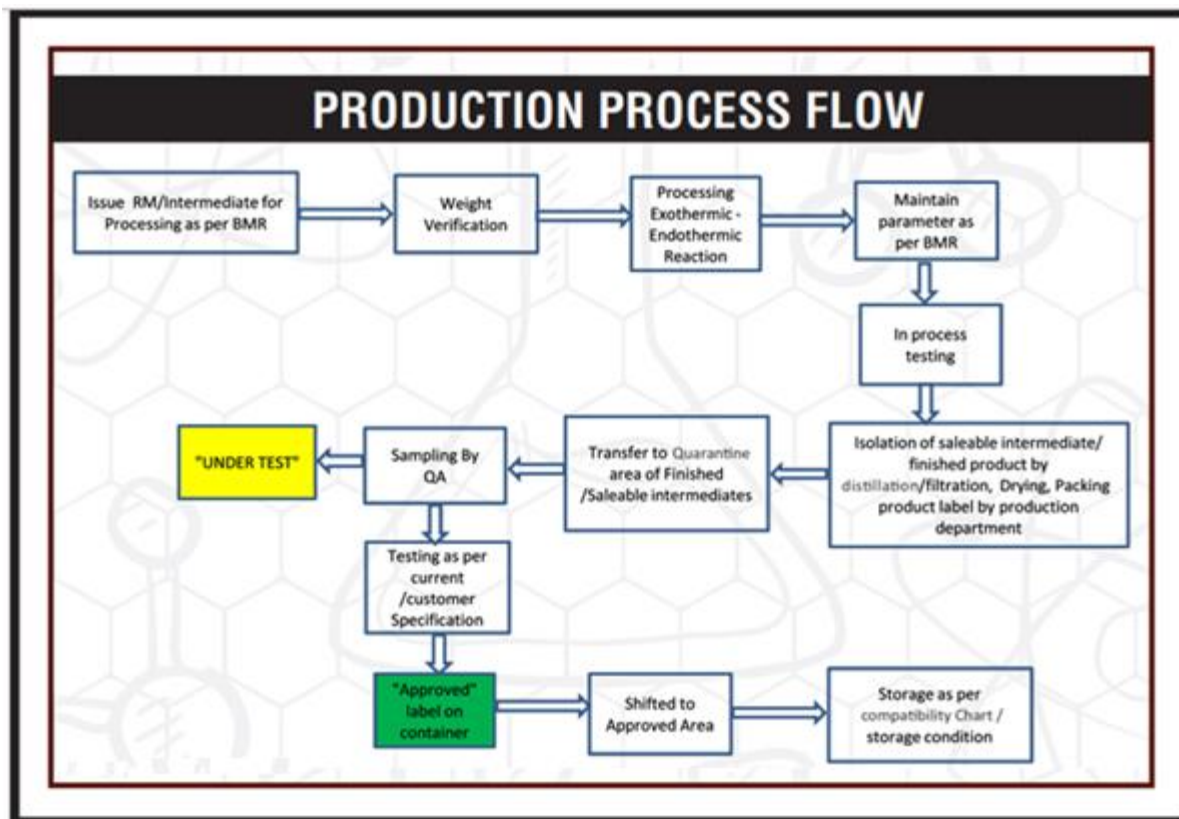 PRODUCTION PROCESS FLOW
Issue RM/Intermediate for
Processing as per BMR
Weight
Verification
Processing
Exothermic -
Endothermic
Reaction
Maintain
parameter as
per BMR
In process
testing
Isolation of saleable intermediate/
finished product by
distillation/filtration, Drying, Packing
product label by production
department
Transfer to Quarantine
area of Finished
/Saleable intermediates
Sampling By
QA
"UNDER TEST"
Testing as per
current
/customer
Specification
"Approved"
label on
container
Shifted to
Approved Area
Storage as per
compatibility Chart /
storage condition